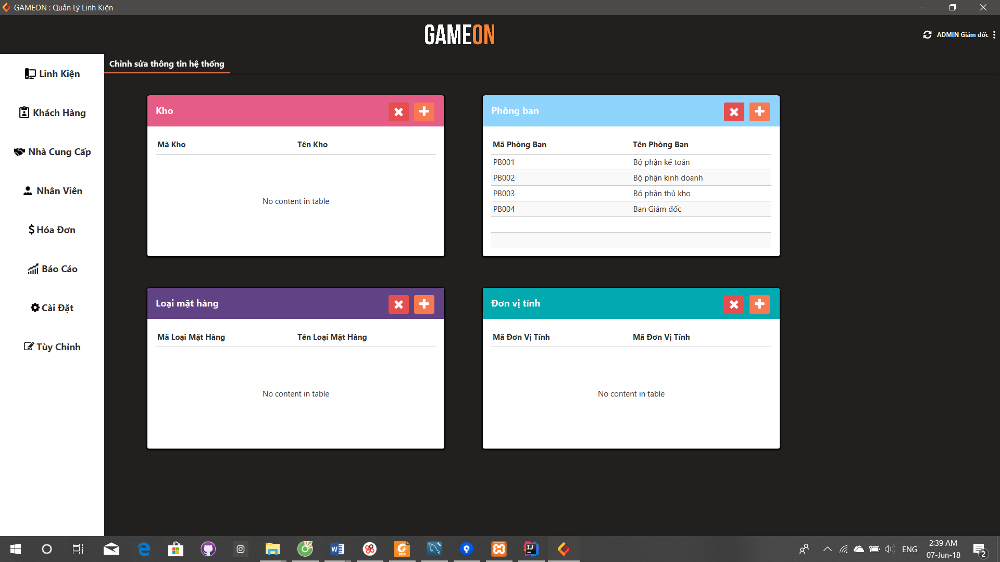 GAMEON : Quản Lý Linh Kiện
GAMEON
ADMIN Giám đốc
Linh Kiện
Khách Hàng
Nhà Cung Cấp
Nhân Viên
Hóa Đơn
Báo Cáo
Cài Đặt
Tùy Chỉnh
Chỉnh sửa thông tin hệ thống
Kho
Mã Kho Tên Kho
No content in table
Phòng ban
Mã Phòng Ban Tên Phòng Ban
PB001 Bộ phận kế toán
PB002 Bộ phận kinh doanh
PB003 Bộ phận thủ kho
PB004 Ban Giám đốc
Loại mặt hàng
Mã Loại Mặt Hàng Tên Loại Mặt Hàng
No content in table
Đơn vị tính
Mã Đơn Vị Tính Mã Đơn Vị Tính
No content in table
ENG
2:39 AM
07-Jun-18
2